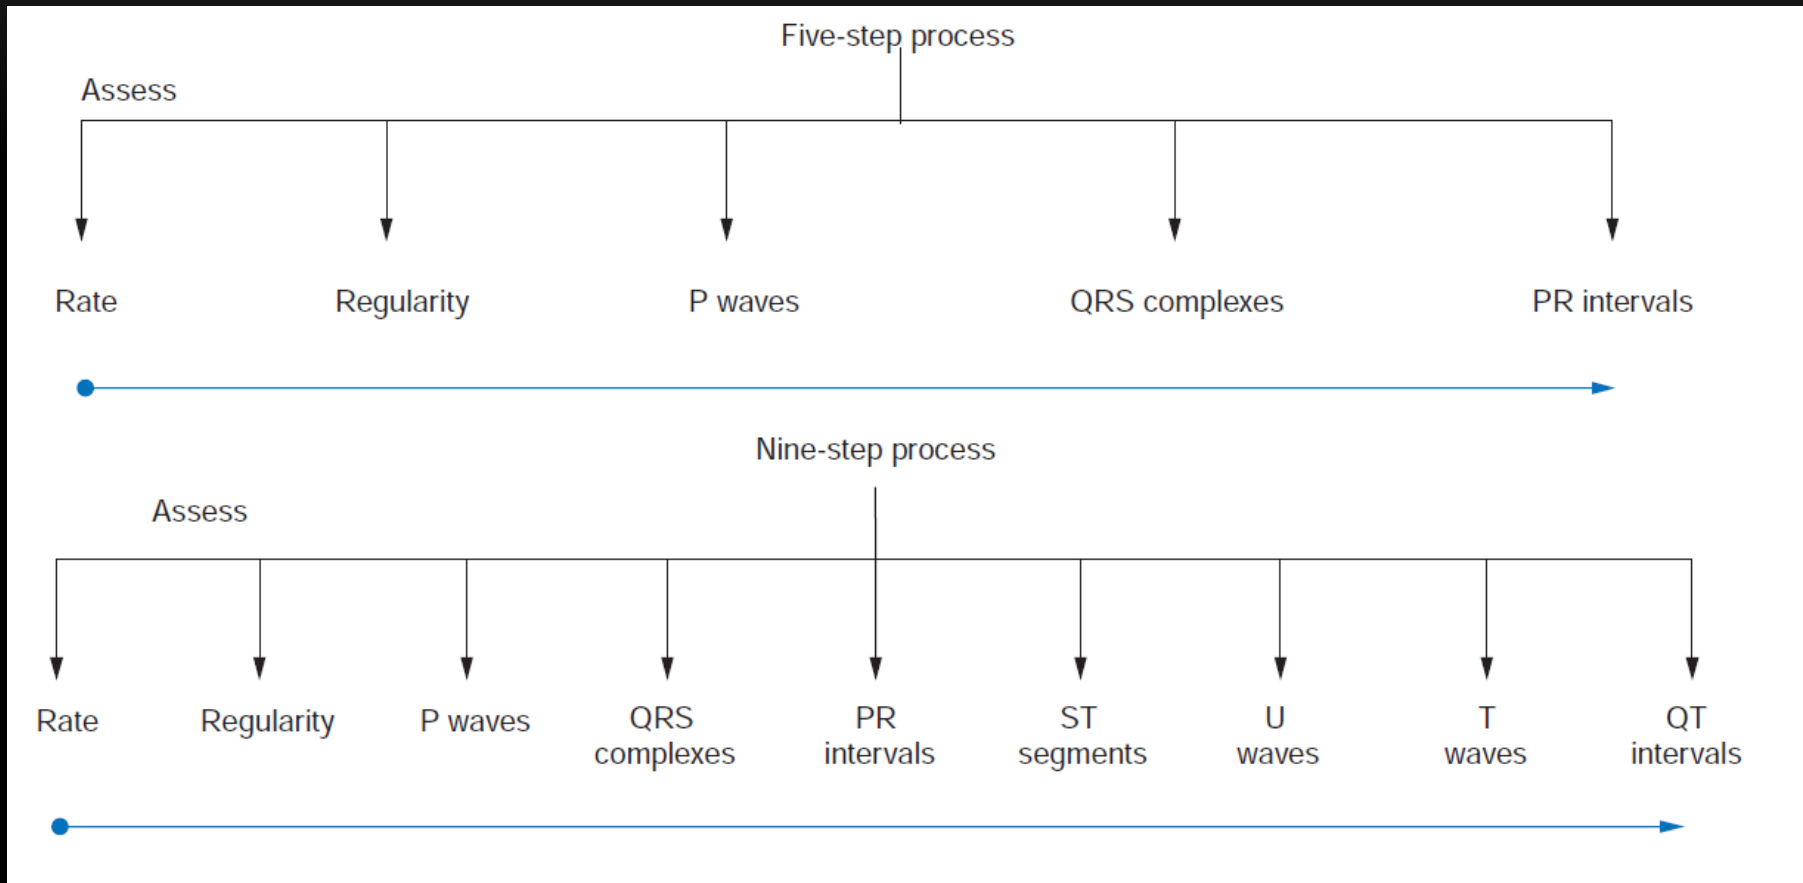 Five-step process
Assess
Rate
Regularity
P waves
QRS complexes
PR intervals
Nine-step process
Assess
Rate
Regularity
P waves
QRS
complexes
PR
intervals
ST
segments
U
waves
T
waves
QT
intervals